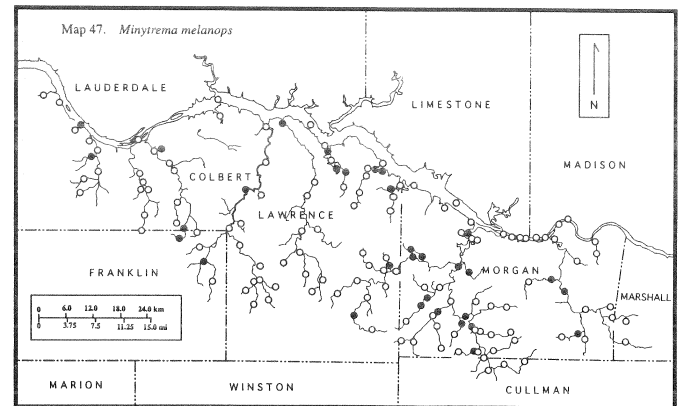 Map 47. Minytrema melanops
LAUDERDALE
LIMESTONE
N
MADISON
COLBERT
LAWRENCE
FRANKLIN
MORGAN
MARSHALL
0 6.0 12.0 18.0 24.0 km
0 3.75 7.5 11.25 15.0 mi
MARION
WINSTON
CULLMAN